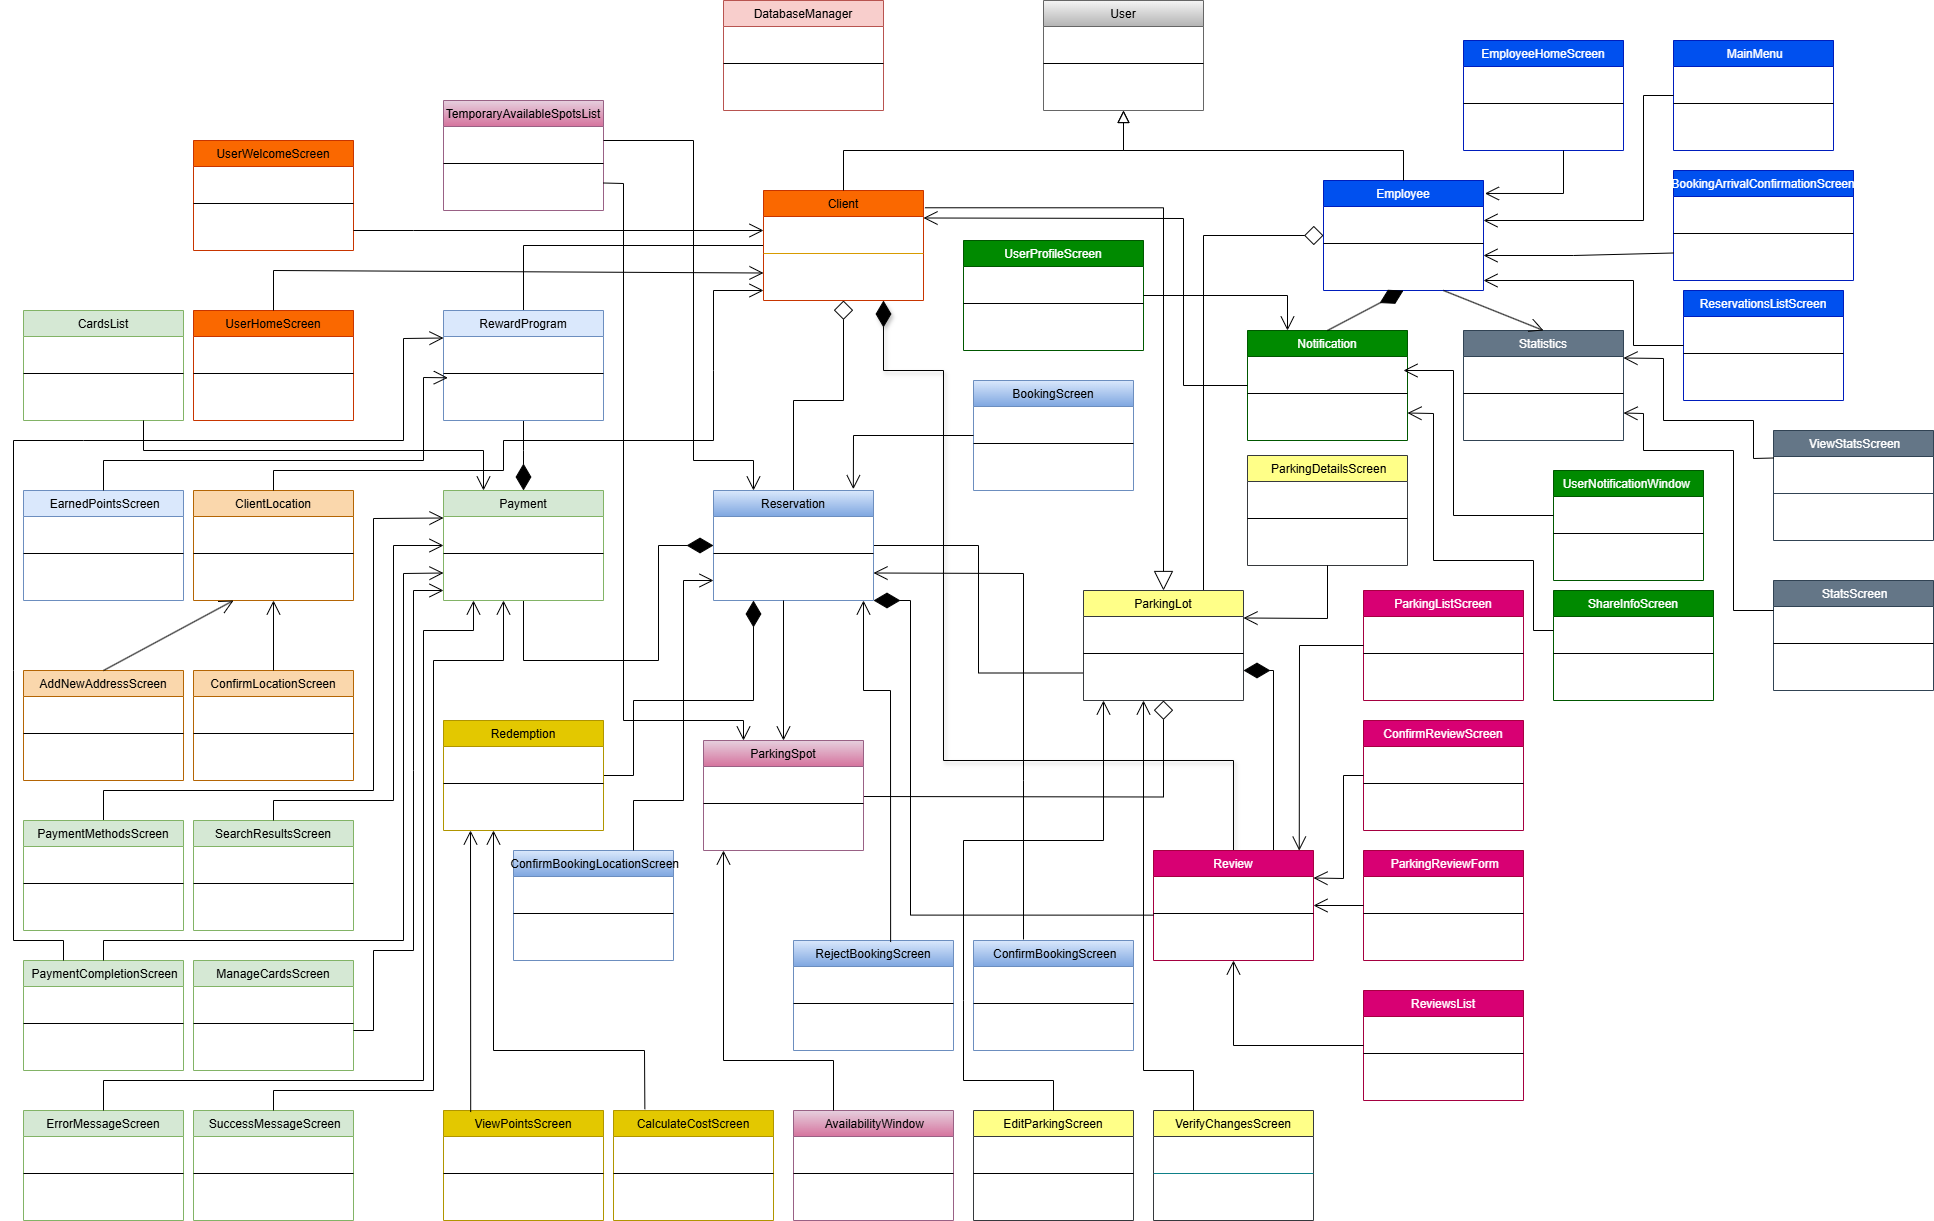 DatabaseManager
User
EmployeeHomeScreen
MainMenu
TemporaryAvailableSpotsList
UserWelcomeScreen
Client
Employee
BookingArrivalConfirmationScreen
UserProfileScreen
ReservationsListScreen
CardsList
UserHomeScreen
RewardProgram
Notification
Statistics
BookingScreen
ViewStatsScreen
ParkingDetailsScreen
UserNotificationWindow
EarnedPointsScreen
ClientLocation
Payment
Reservation
StatsScreen
ParkingLot
ParkingListScreen
ShareInfoScreen
AddNewAddressScreen
ConfirmLocationScreen
Redemption
ParkingSpot
ConfirmReviewScreen
PaymentMethodsScreen
SearchResultsScreen
ConfirmBookingLocationScreen
Review
ParkingReviewForm
PaymentCompletionScreen
ManageCardsScreen
RejectBookingScreen
ConfirmBookingScreen
ReviewsList
ErrorMessageScreen
SuccessMessageScreen
ViewPointsScreen
CalculateCostScreen
AvailabilityWindow
EditParkingScreen
VerifyChangesScreen